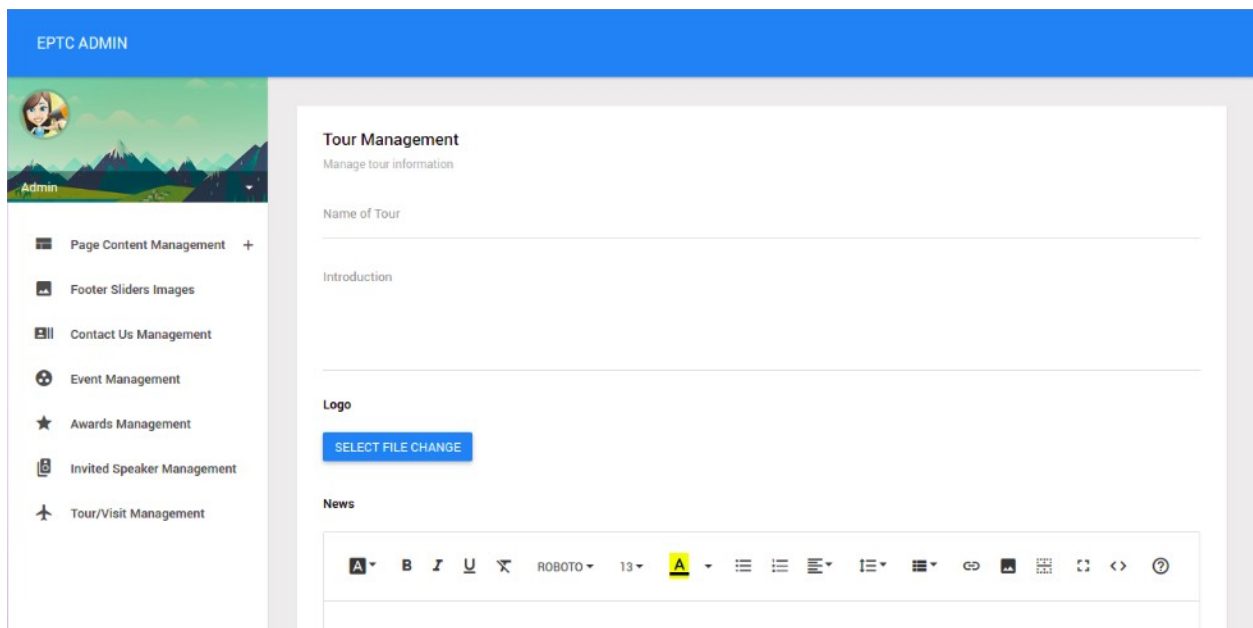 EPTC ADMIN
Admin
Page Content Management +
Footer Sliders Images
Contact Us Management
Event Management
Awards Management
Invited Speaker Management
Tour/Visit Management
Tour Management
Manage tour information
Name of Tour
Introduction
Logo
SELECT FILE CHANGE
News
A B I U T ROBOTO 13 A